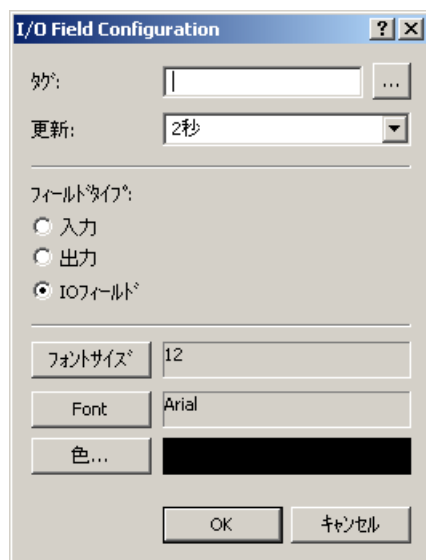 I/O Field Configuration
ﾀｸﾞ:
...
更新:
2秒
ﾌｨｰﾙﾄﾞﾀｲﾌﾟ:
入力
出力
IOﾌｨｰﾙﾄﾞ
ﾌｫﾝﾄｻｲｽﾞ
12
Font
Arial
色...
OK
ｷｬﾝｾﾙ